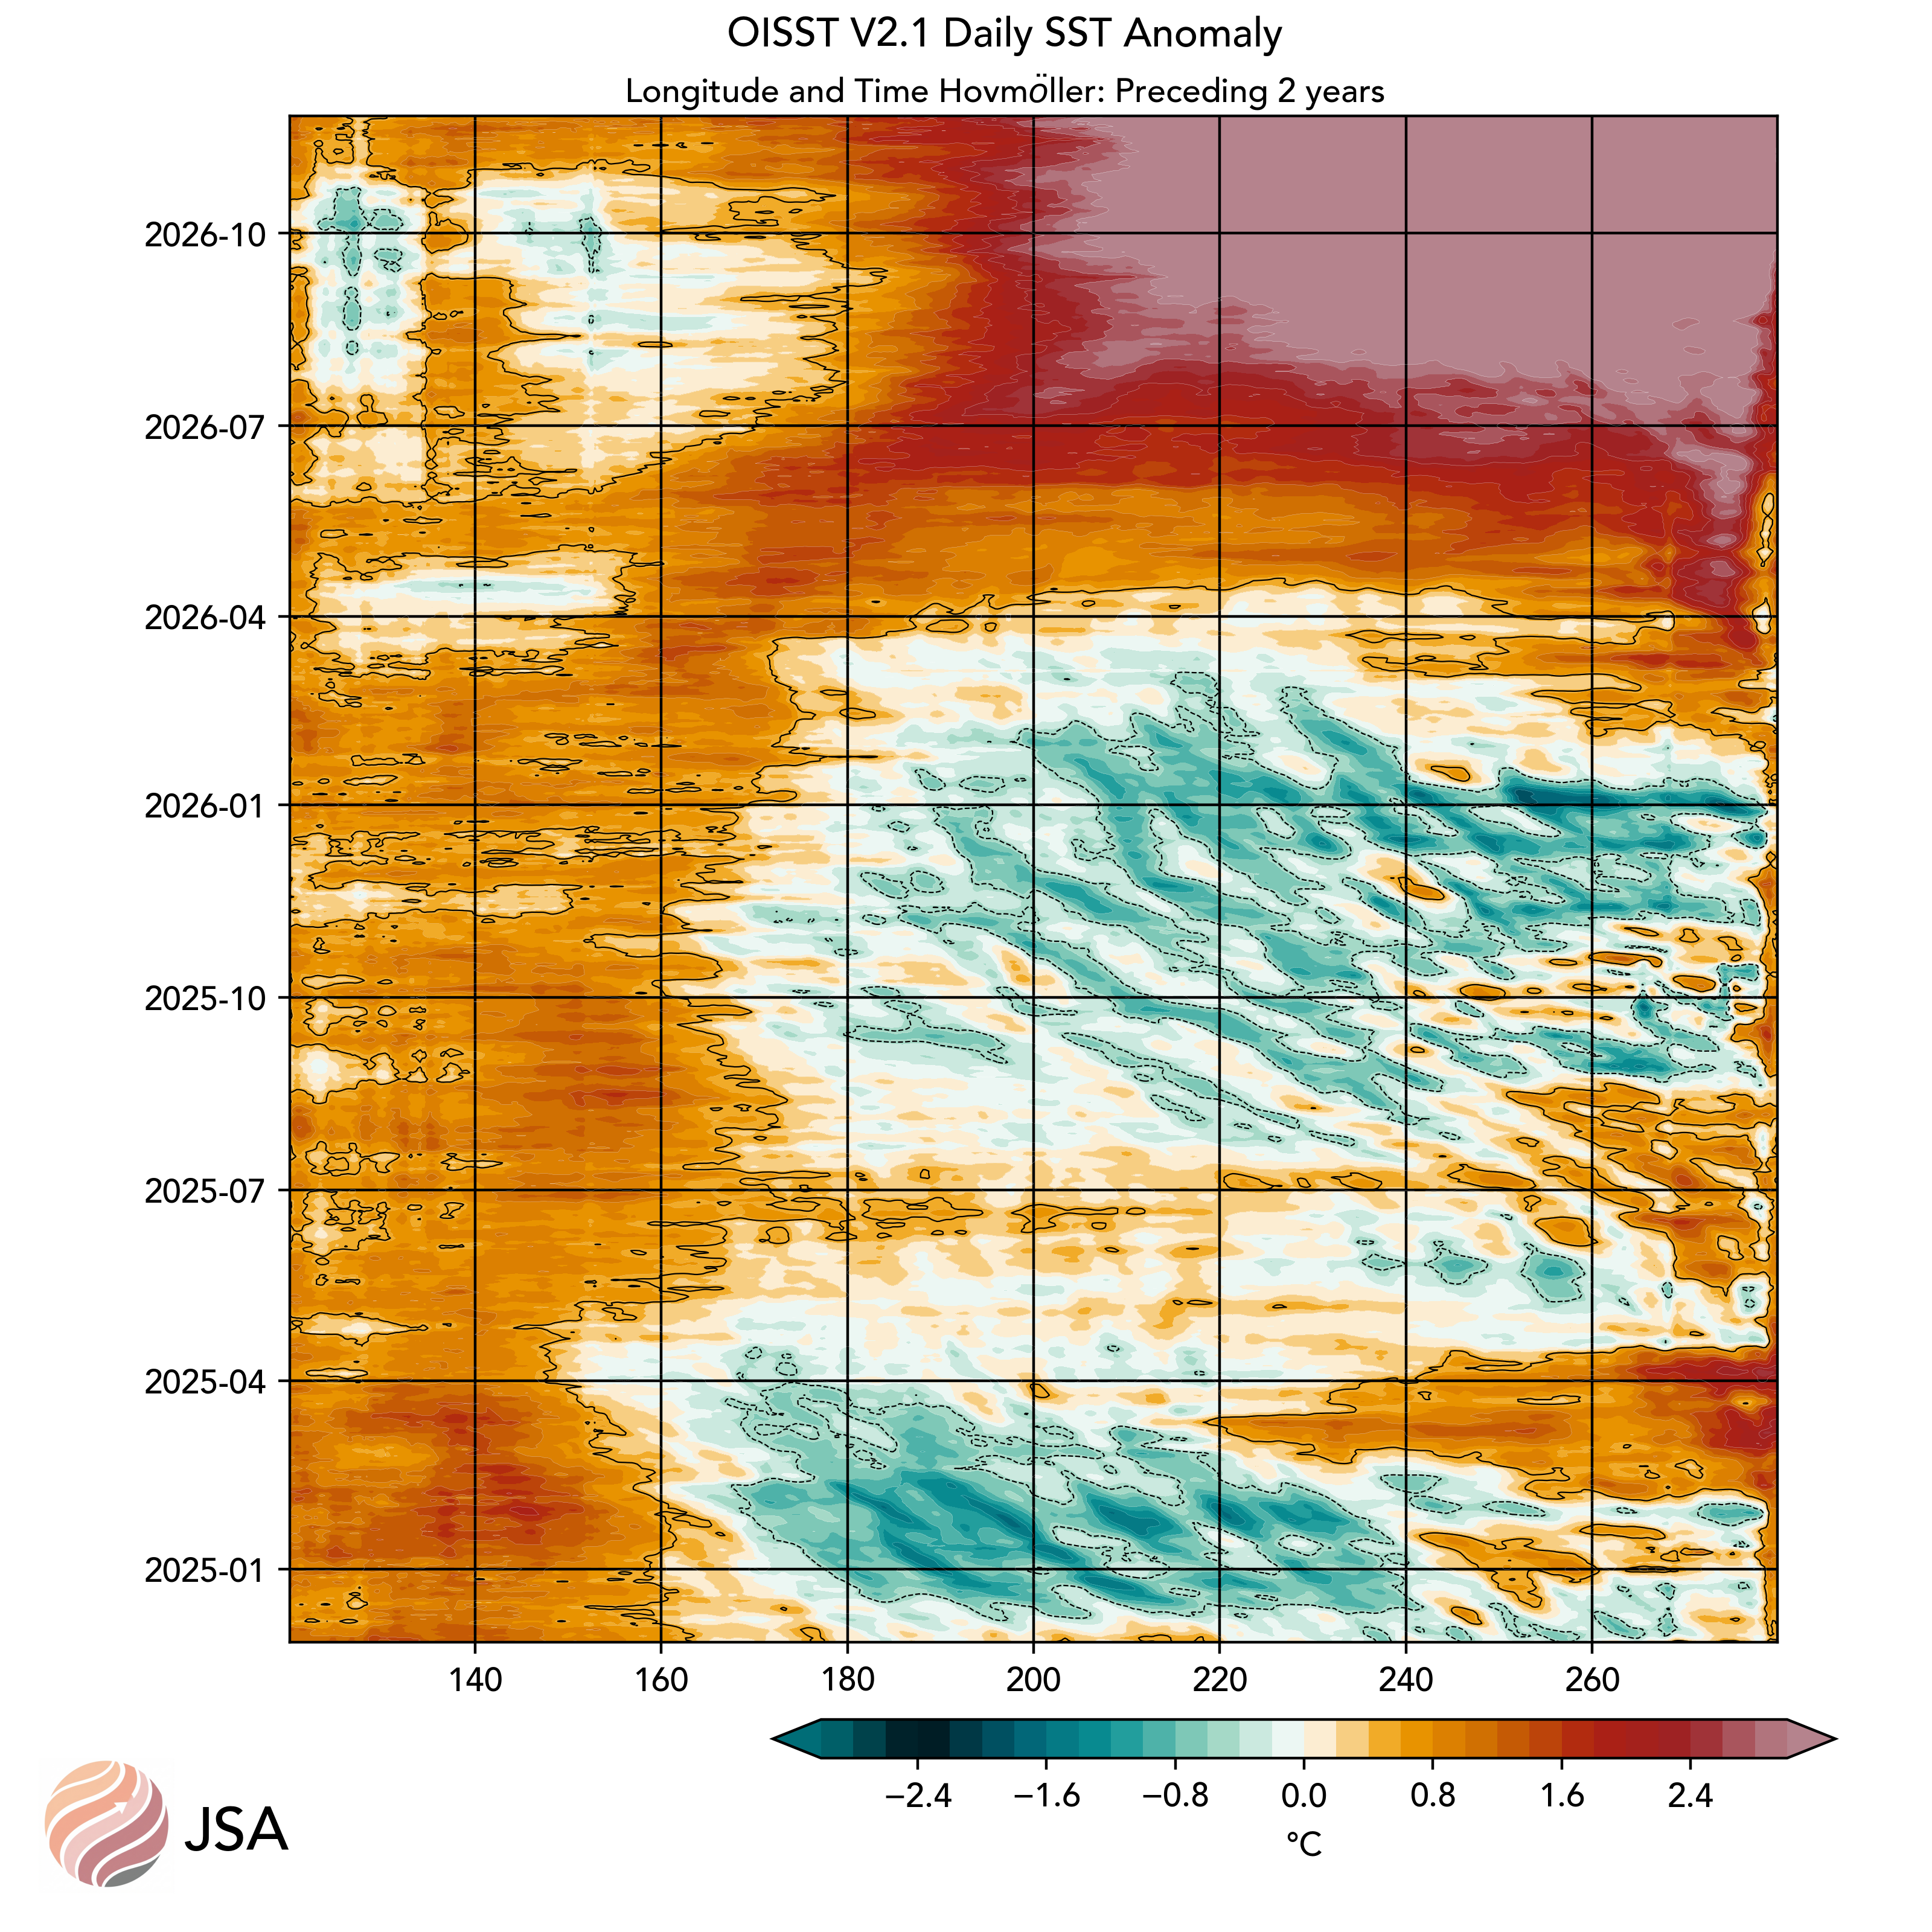 OISST V2.1 Daily SST Anomaly
Longitude and Time Hovmöller: Preceding 2 years
2026-10
2026-07
2026-04
2026-01
2025-10
2025-07
2025-04
2025-01
140 160 180 200 220 240 260
−2.4 −1.6 −0.8 0.0 0.8 1.6 2.4
°C
JSA